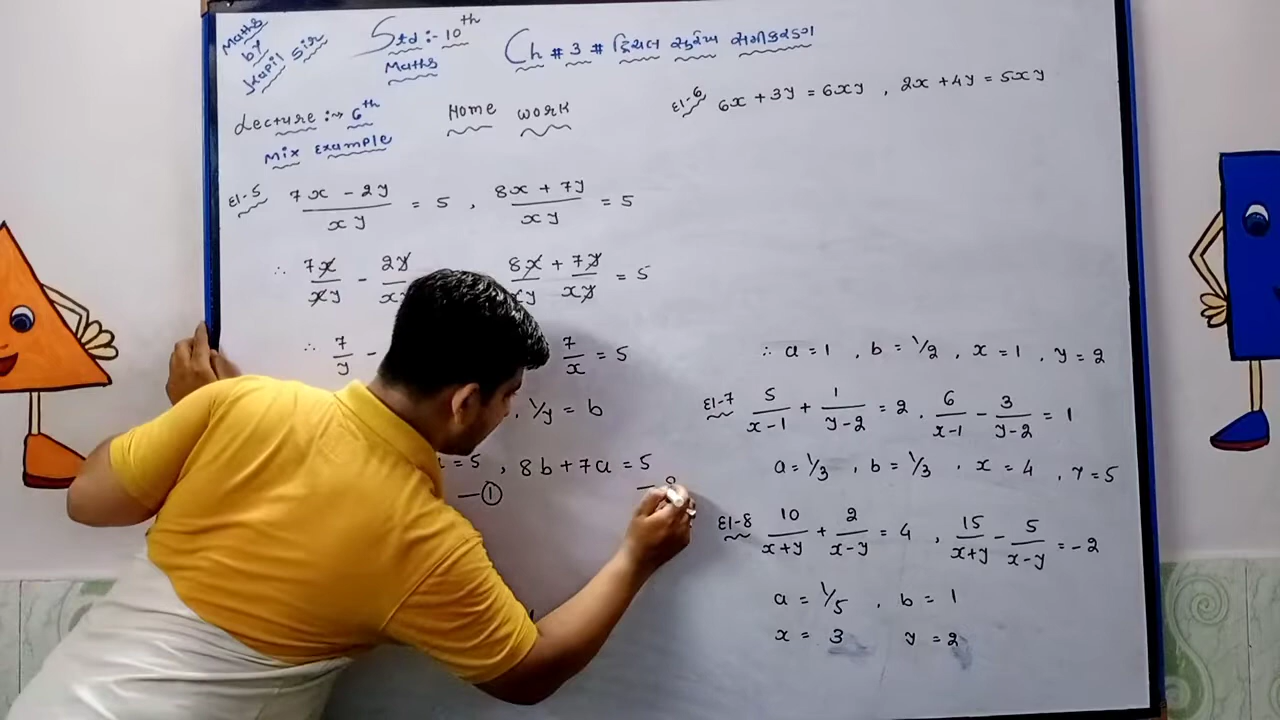 Maths
by
Kapil Sir
Std :- 10th
Maths
Ch # 3 # દ્વિચલ સુરેખ સમીકરણ
Lecture :→ 6th
Home work
Mix Example
El-5 (7x - 2y)/(xy) = 5 , (8x + 7y)/(xy) = 5
∴ 7x/xy - 2y/ 8x/xy + 7y/xy = 5
∴ 7/y - 7/x = 5
, 1/y = b
= 5 , 8b + 7a = 5
—①
El-6 6x + 3y = 6xy , 2x + 4y = 5xy
∴ a = 1 , b = 1/2 , x = 1 , y = 2
El-7 5/(x-1) + 1/(y-2) = 2 , 6/(x-1) - 3/(y-2) = 1
a = 1/3 , b = 1/3 , x = 4 , y = 5
El-8 10/(x+y) + 2/(x-y) = 4 , 15/(x+y) - 5/(x-y) = -2
a = 1/5 , b = 1
x = 3 y = 2